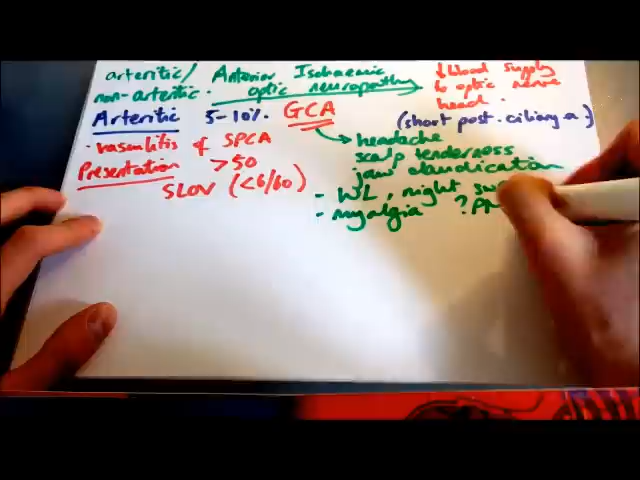 arteritic/ Anterior Ischaemic ↓blood supply
non-arteritic. optic neuropathy to optic nerve
head.
Arteritic 5-10% GCA (short post. ciliary a.)
· vasculitis of SPCA → headache
scalp tenderness
Presentation >50 jaw claudication
SLOV (<6/60)
- WL, night
- myalgia ?PM